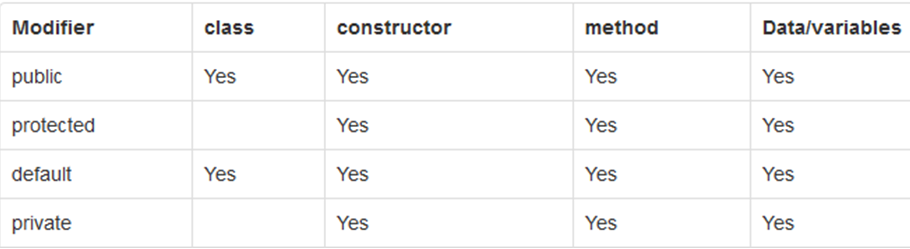 Modifier class constructor method Data/variables
public Yes Yes Yes Yes
protected Yes Yes Yes
default Yes Yes Yes Yes
private Yes Yes Yes